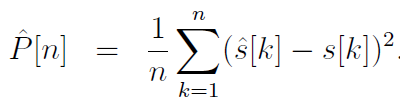 P̂[n] = 1/n ∑_{k=1}^{n} (ŝ[k] − s[k])².